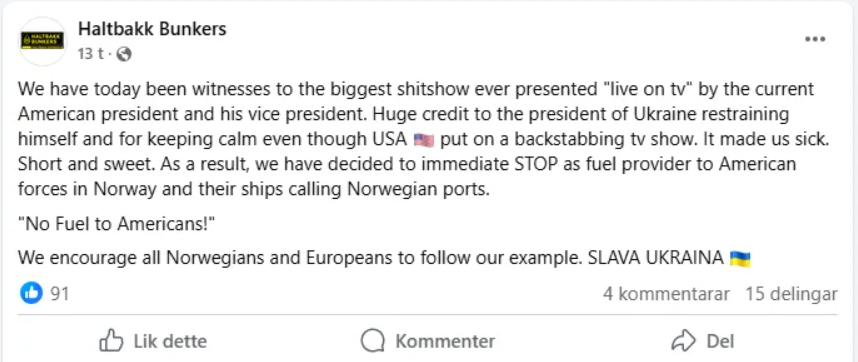 Haltbakk Bunkers
HALTBAKK
BUNKERS
13 t ·
We have today been witnesses to the biggest shitshow ever presented "live on tv" by the current
American president and his vice president. Huge credit to the president of Ukraine restraining
himself and for keeping calm even though USA 🇺🇸 put on a backstabbing tv show. It made us sick.
Short and sweet. As a result, we have decided to immediate STOP as fuel provider to American
forces in Norway and their ships calling Norwegian ports.
"No Fuel to Americans!"
We encourage all Norwegians and Europeans to follow our example. SLAVA UKRAINA 🇺🇦
91
4 kommentarar 15 delingar
Lik dette Kommenter Del